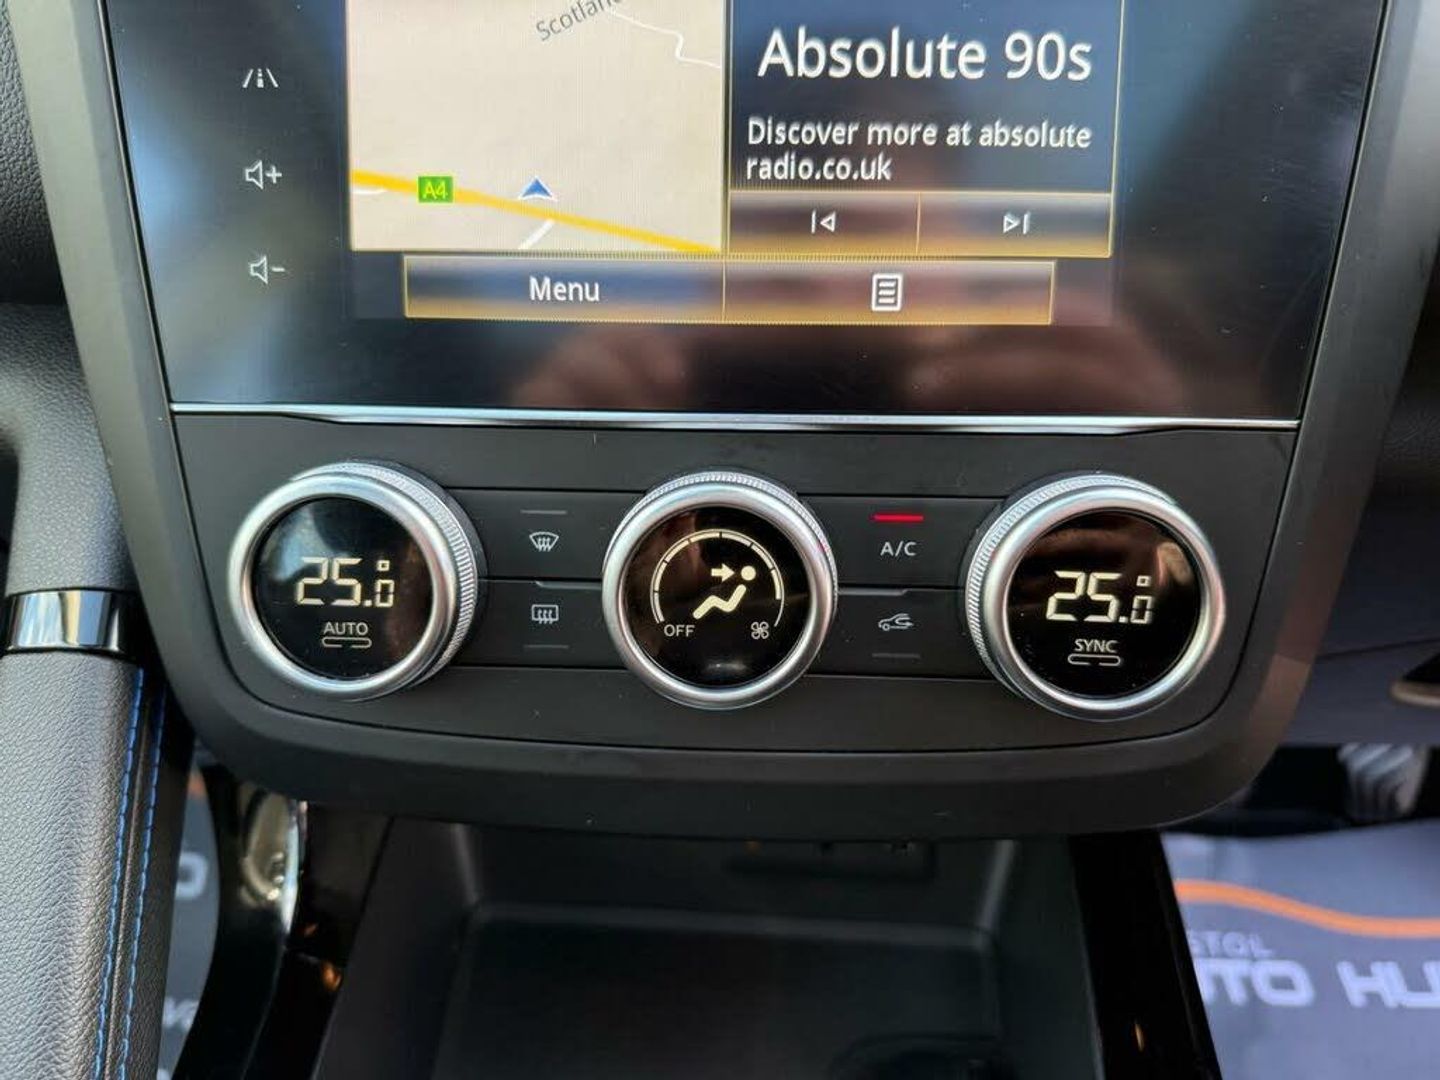 Absolute 90s
Discover more at absolute
radio.co.uk
A4
Menu
25.0
AUTO
OFF
A/C
25.0
SYNC